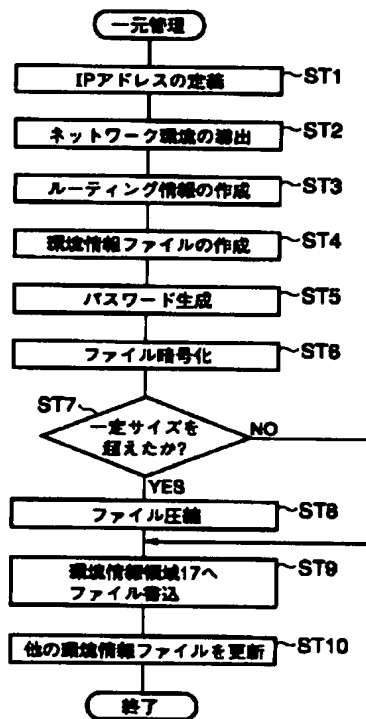 一元管理
IPアドレスの定義 ST1
ネットワーク環境の導出 ST2
ルーティング情報の作成 ST3
環境情報ファイルの作成 ST4
パスワード生成 ST5
ファイル暗号化 ST6
ST7
一定サイズを
超えたか?
NO
YES
ファイル圧縮 ST8
環境情報領域17へ
ファイル書込
ST9
他の環境情報ファイルを更新 ST10
終了